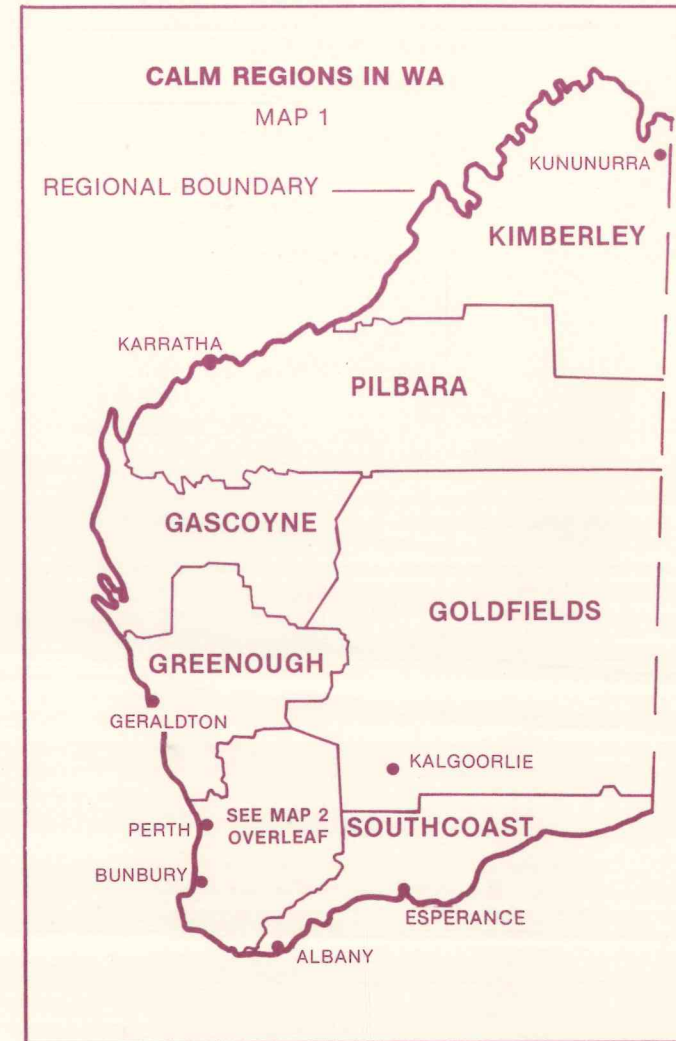 CALM REGIONS IN WA
MAP 1
REGIONAL BOUNDARY
KUNUNURRA
KIMBERLEY
KARRATHA
PILBARA
GASCOYNE
GOLDFIELDS
GREENOUGH
GERALDTON
KALGOORLIE
SEE MAP 2
OVERLEAF
SOUTHCOAST
PERTH
BUNBURY
ESPERANCE
ALBANY